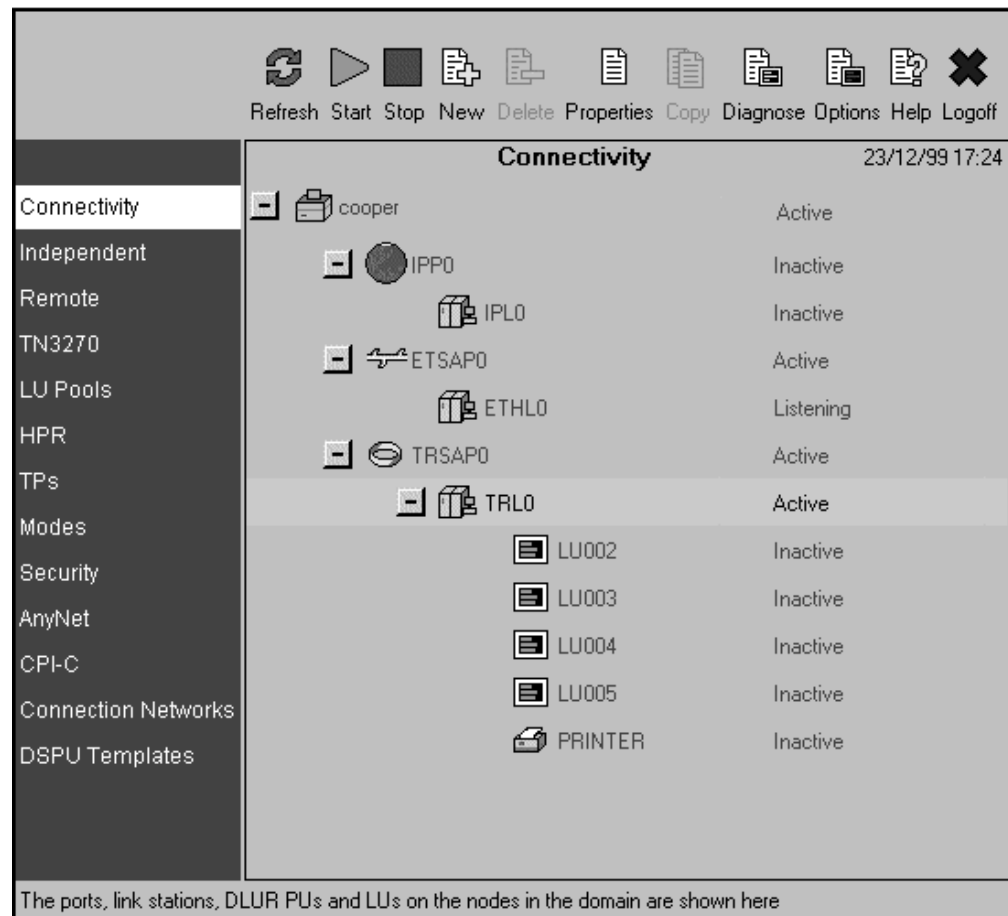 Refresh Start Stop New Delete Properties Copy Diagnose Options Help Logoff
Connectivity 23/12/99 17:24
Connectivity
Independent
Remote
TN3270
LU Pools
HPR
TPs
Modes
Security
AnyNet
CPI-C
Connection Networks
DSPU Templates
cooper Active
IPP0 Inactive
IPL0 Inactive
ETSAP0 Active
ETHL0 Listening
TRSAP0 Active
TRL0 Active
LU002 Inactive
LU003 Inactive
LU004 Inactive
LU005 Inactive
PRINTER Inactive
The ports, link stations, DLUR PUs and LUs on the nodes in the domain are shown here